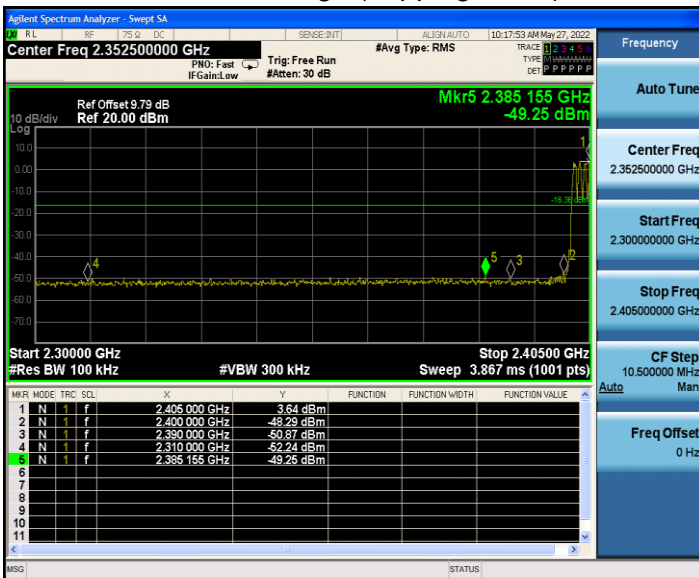 Agilent Spectrum Analyzer - Swept SA
RL RF 75 Ω DC SENSE:INT ALIGN AUTO 10:17:53 AM May 27, 2022
Center Freq 2.352500000 GHz #Avg Type: RMS TRACE 1 2 3 4 5 6
PNO: Fast Trig: Free Run TYPE M
IFGain:Low #Atten: 30 dB DET P P P P P P
Mkr5 2.385 155 GHz
-49.25 dBm
Ref Offset 9.79 dB
10 dB/div Ref 20.00 dBm
Log
10.0
0.00
-10.0
-20.0
-30.0
-40.0
-50.0
-60.0
-70.0
1
-16.36 dBm
4
5
3
2
Start 2.30000 GHz Stop 2.40500 GHz
#Res BW 100 kHz #VBW 300 kHz Sweep 3.867 ms (1001 pts)
MKR MODE TRC SCL X Y FUNCTION FUNCTION WIDTH FUNCTION VALUE
1 N 1 f 2.405 000 GHz 3.64 dBm
2 N 1 f 2.400 000 GHz -48.29 dBm
3 N 1 f 2.390 000 GHz -50.87 dBm
4 N 1 f 2.310 000 GHz -52.24 dBm
5 N 1 f 2.385 155 GHz -49.25 dBm
6
7
8
9
10
11
MSG STATUS
Frequency
Auto Tune
Center Freq
2.352500000 GHz
Start Freq
2.300000000 GHz
Stop Freq
2.405000000 GHz
CF Step
10.500000 MHz
Auto Man
Freq Offset
0 Hz